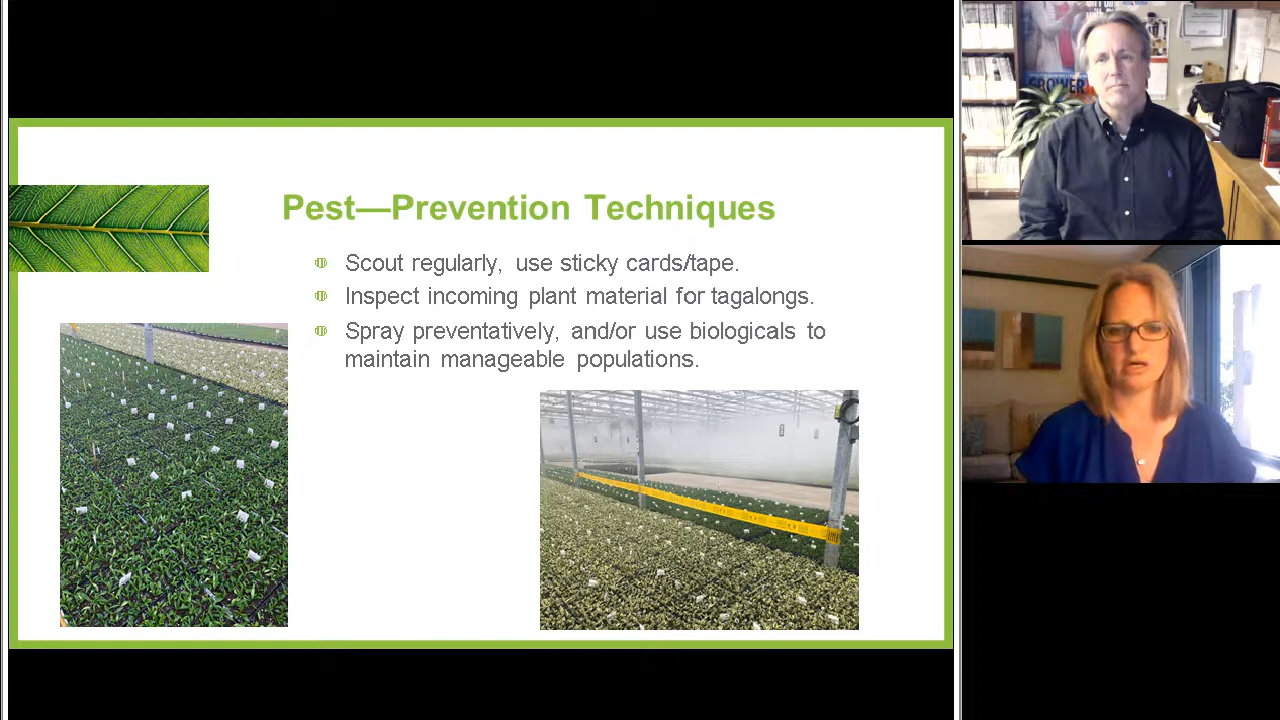 Pest—Prevention Techniques
Scout regularly, use sticky cards/tape.
Inspect incoming plant material for tagalongs.
Spray preventatively, and/or use biologicals to
maintain manageable populations.
GROWER